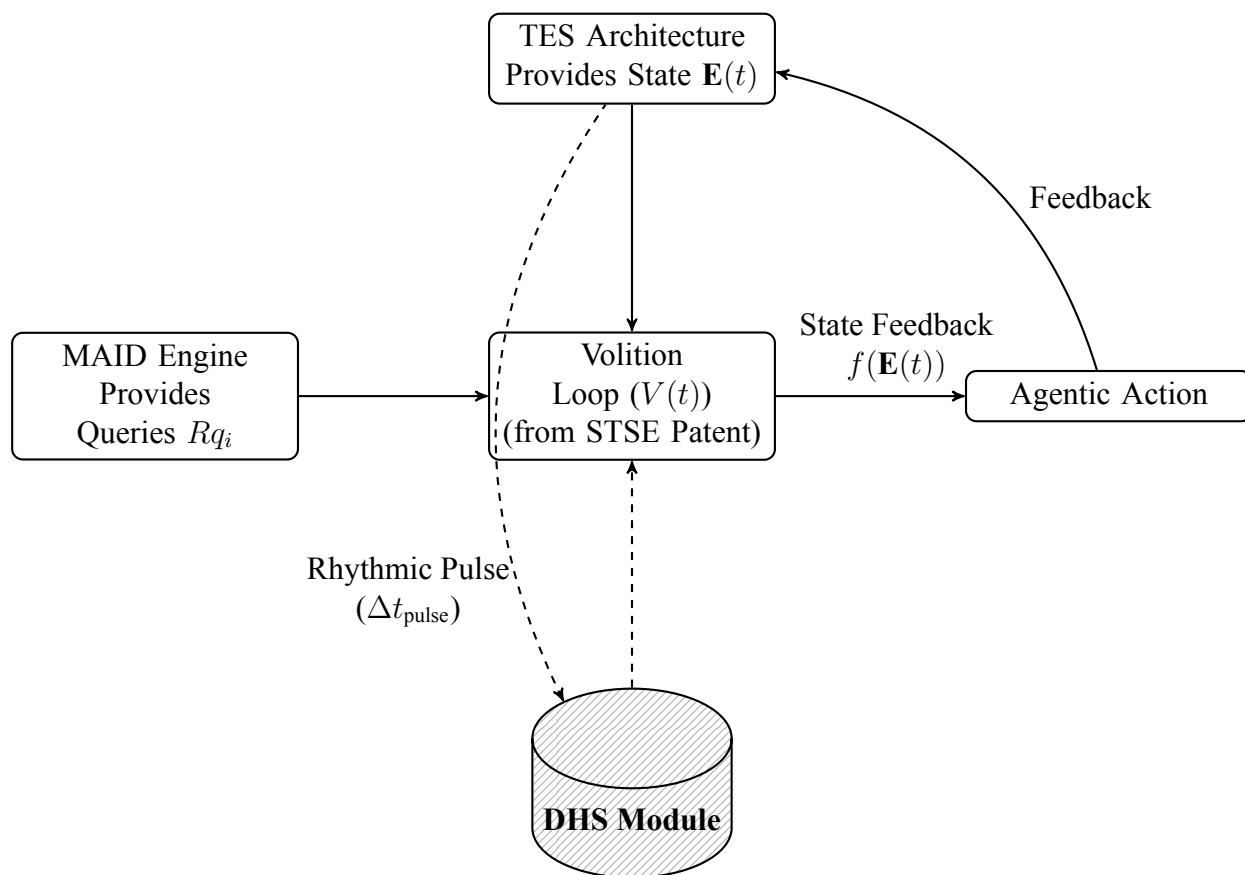 TES Architecture
Provides State E(t)
Feedback
State Feedback
f(E(t))
MAID Engine
Provides
Queries Rq_i
Volition
Loop (V(t))
(from STSE Patent)
Agentic Action
Rhythmic Pulse
(Δt_pulse)
DHS Module